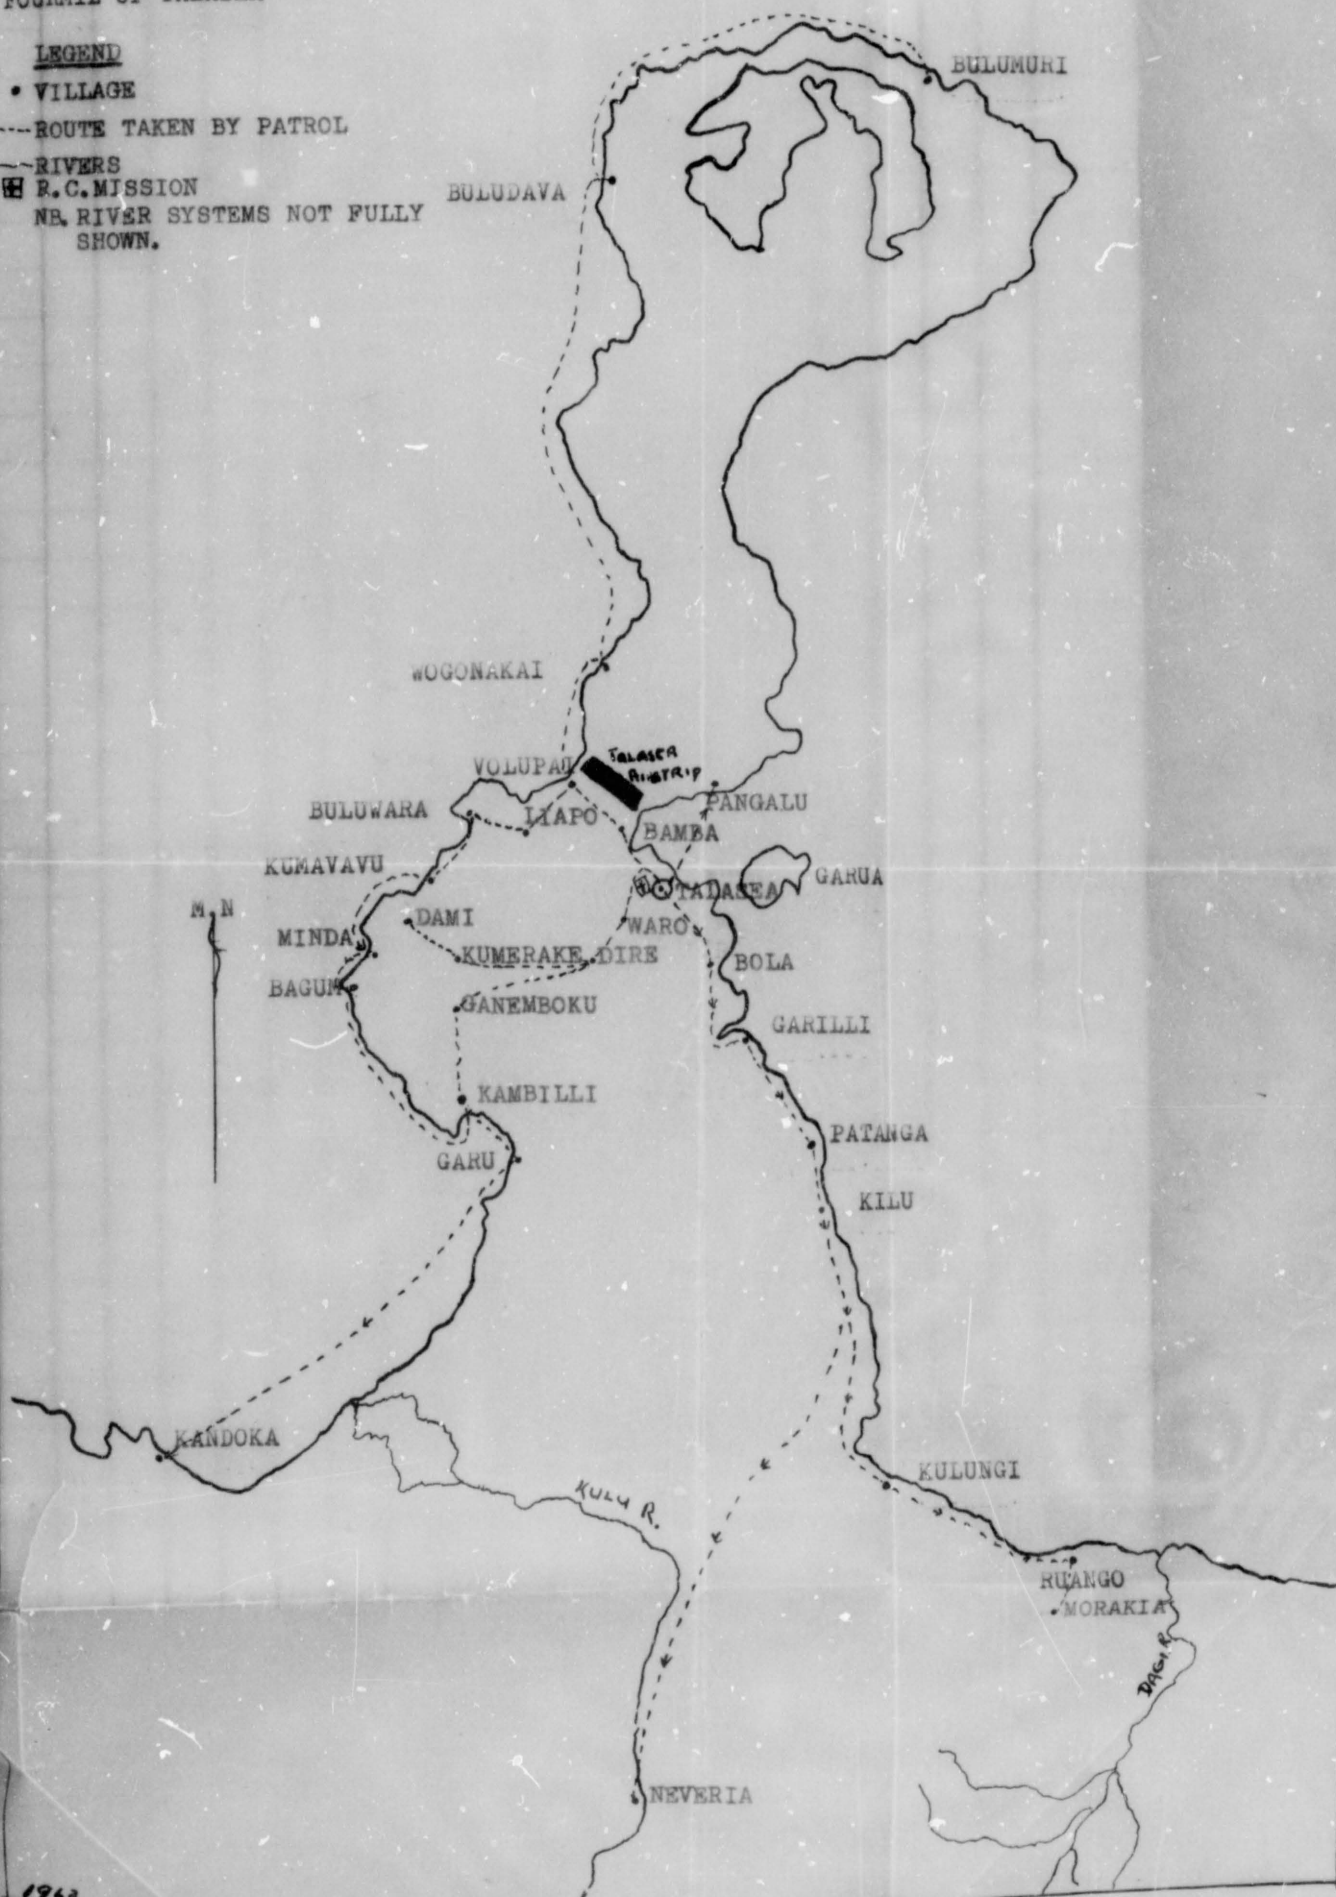 LEGEND
VILLAGE
ROUTE TAKEN BY PATROL
RIVERS
R.C.MISSION
NB. RIVER SYSTEMS NOT FULLY
SHOWN.
BULUMURI
BULUDAVA
WOGONAKAI
TALASEA
AIRSTRIP
VOLUPAI
BULUWARA
LIAPO
PANGALU
BAMBA
KUMAVAVU
GARUA
TALASEA
M.N
DAMI
WARO
MINDA
KUMERAKE
DIRE
BOLA
BAGUM
GANEMBOKU
GARILLI
KAMBILLI
PATANGA
GARU
KILU
KANDOKA
KULUNGI
KULU R.
RUANGO
MORAKIA
DAGI.R
NEVERIA